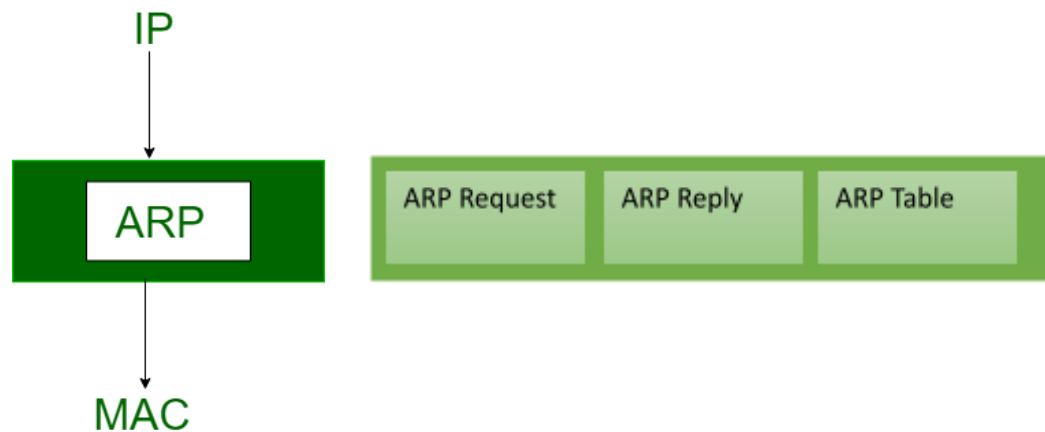 IP
ARP
MAC
ARP Request
ARP Reply
ARP Table